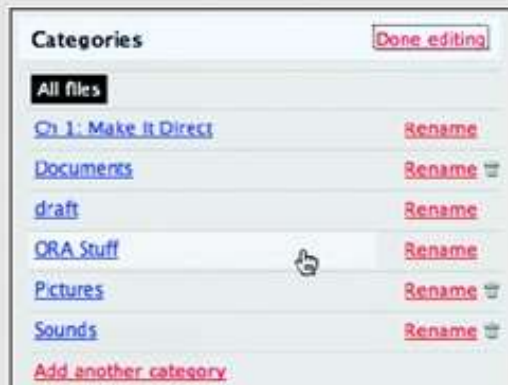 Categories Done editing
All files
Ch 1: Make It Direct Rename
Documents Rename
draft Rename
ORA Stuff Rename
Pictures Rename
Sounds Rename
Add another category